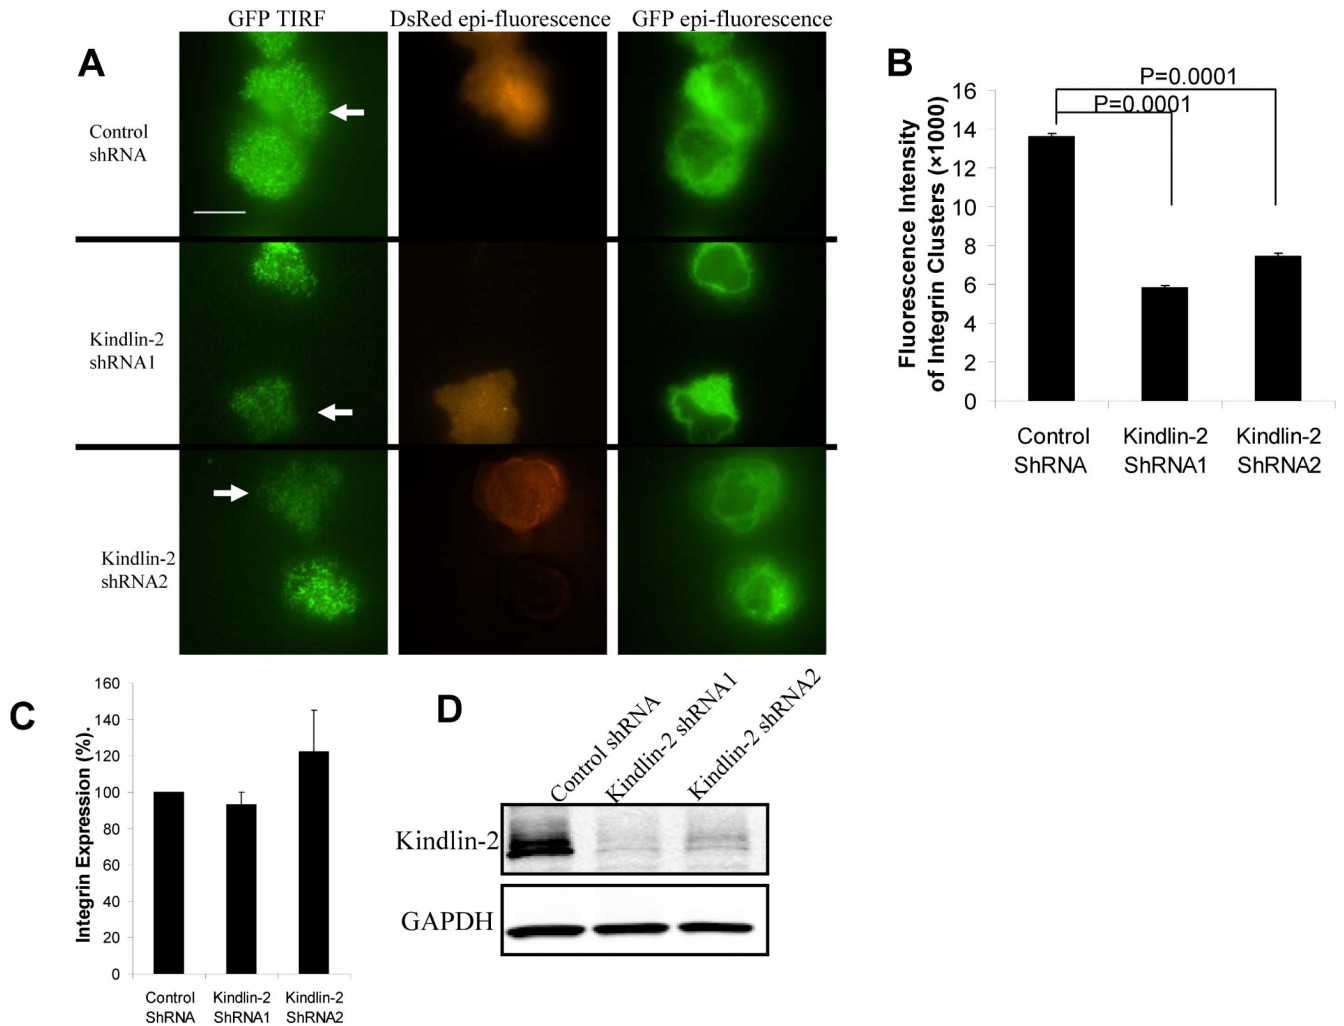 GFP TIRF
DsRed epi-fluorescence
GFP epi-fluorescence
A
Control
shRNA
Kindlin-2
shRNA1
Kindlin-2
shRNA2
B
P=0.0001
P=0.0001
Fluorescence Intensity
of Integrin Clusters (×1000)
16
14
12
10
8
6
4
2
0
Control
ShRNA
Kindlin-2
ShRNA1
Kindlin-2
ShRNA2
C
Integrin Expression (%).
160
140
120
100
80
60
40
20
0
Control
ShRNA
Kindlin-2
ShRNA1
Kindlin-2
ShRNA2
D
Control shRNA
Kindlin-2 shRNA1
Kindlin-2 shRNA2
Kindlin-2
GAPDH